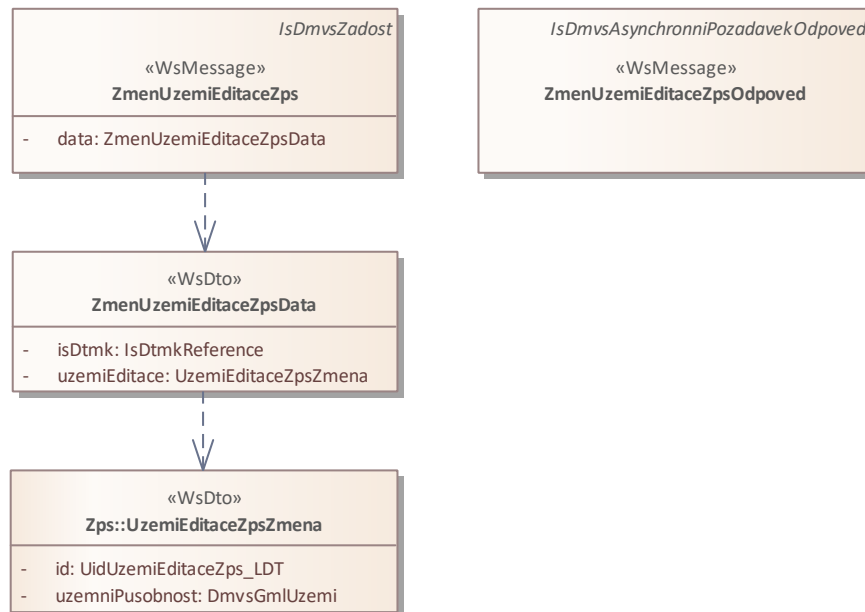 IsDmvsZadost
«WsMessage»
ZmenUzemiEditaceZps
- data: ZmenUzemiEditaceZpsData
IsDmvsAsynchronniPozadavekOdpoved
«WsMessage»
ZmenUzemiEditaceZpsOdpoved
«WsDto»
ZmenUzemiEditaceZpsData
- isDtmk: IsDtmkReference
- uzemiEditace: UzemiEditaceZpsZmena
«WsDto»
Zps::UzemiEditaceZpsZmena
- id: UidUzemiEditaceZps_LDT
- uzemniPusobnost: DmvsGmlUzemi